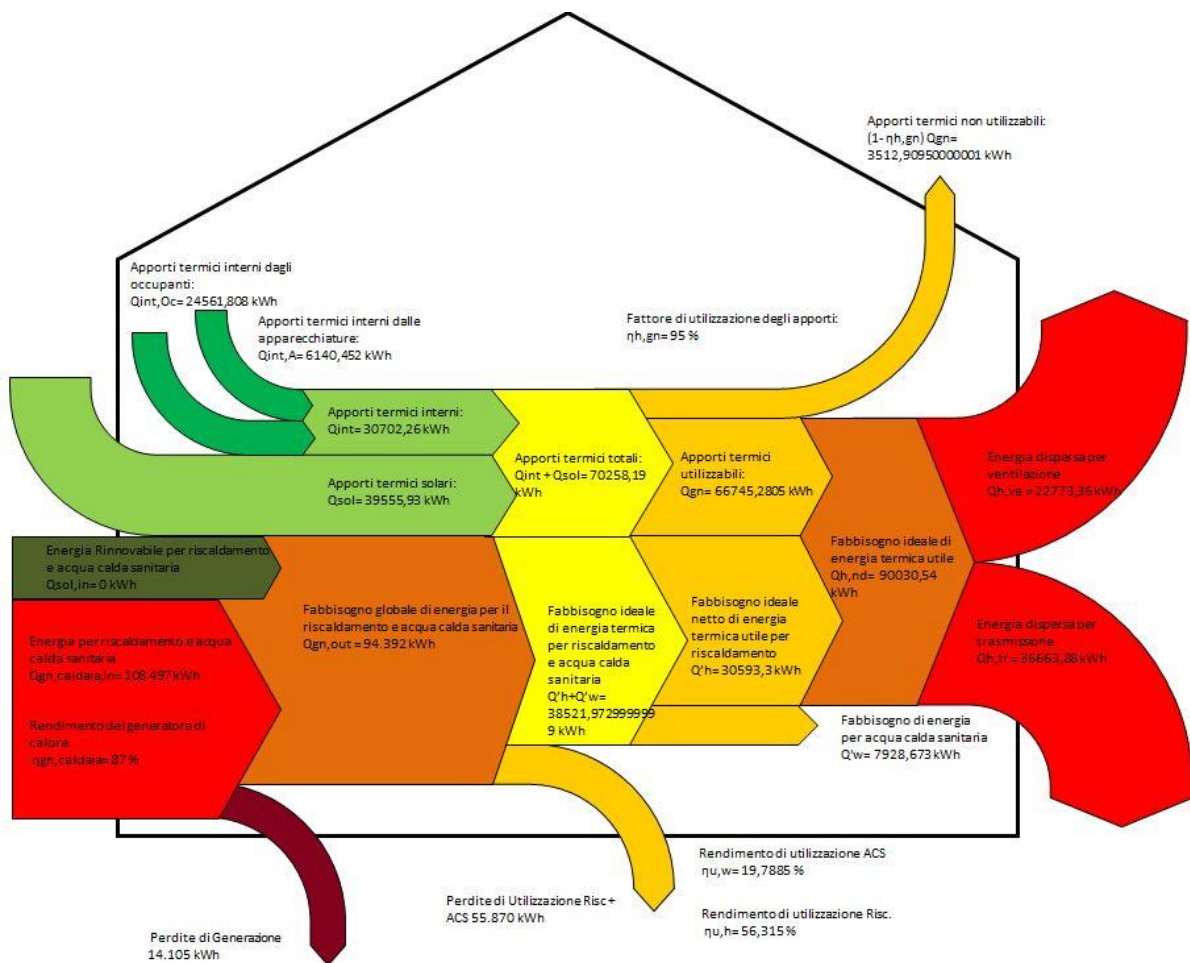 Apporti termici non utilizzabili:
(1- ηh,gn) Qgn=
3512,90950000001 kWh
Apporti termici interni dagli
occupanti:
Qint,Oc= 24561,808 kWh
Apporti termici interni dalle
apparecchiature:
Qint,A= 6140,452 kWh
Fattore di utilizzazione degli apporti:
ηh,gn= 95 %
Apporti termici interni:
Qint= 30702,26 kWh
Apporti termici solari:
Qsol= 39555,93 kWh
Apporti termici totali:
Qint + Qsol= 70258,19
kWh
Apporti termici
utilizzabili:
Qgn= 66745,2805 kWh
Energia dispersa per
ventilazione
Qh,ve = 22773,36 kWh
Energia Rinnovabile per riscaldamento
e acqua calda sanitaria
Qsol,in= 0 kWh
Fabbisogno globale di energia per il
riscaldamento e acqua calda sanitaria
Qgn,out = 94.392 kWh
Fabbisogno ideale
di energia termica
per riscaldamento
e acqua calda
sanitaria
Q'h+Q'w=
38521,972999999
9 kWh
Fabbisogno ideale
netto di energia
termica utile per
riscaldamento
Q'h= 30593,3 kWh
Fabbisogno ideale di
energia termica utile
Qh,nd= 90030,54
kWh
Energia dispersa per
trasmissione
Qh,tr= 36663,88 kWh
Energia per riscaldamento e acqua
calda sanitaria
Qgn,caldaia,in= 108.497 kWh
Rendimento del generatore di
calore
ηgn,caldaia= 87%
Fabbisogno di energia
per acqua calda sanitaria
Q'w= 7928,673 kWh
Rendimento di utilizzazione ACS
ηu,w= 19,7885 %
Rendimento di utilizzazione Risc.
ηu,h= 56,315 %
Perdite di Utilizzazione Risc +
ACS 55.870 kWh
Perdite di Generazione
14.105 kWh